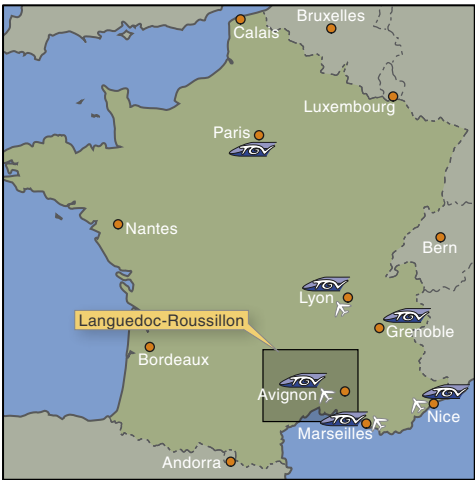 Bruxelles
Calais
Luxembourg
Paris
TGV
Nantes
Bern
TGV
Lyon
TGV
Grenoble
Languedoc-Roussillon
Bordeaux
TGV
Avignon
TGV
Nice
TGV
Marseilles
Andorra